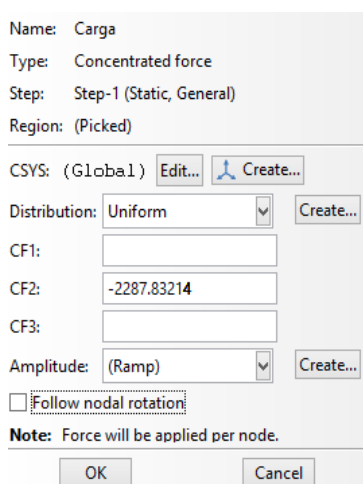 Name: Carga
Type: Concentrated force
Step: Step-1 (Static, General)
Region: (Picked)
CSYS: (Global) Edit... Create...
Distribution: Uniform Create...
CF1:
CF2: -2287.83214
CF3:
Amplitude: (Ramp) Create...
Follow nodal rotation
Note: Force will be applied per node.
OK Cancel